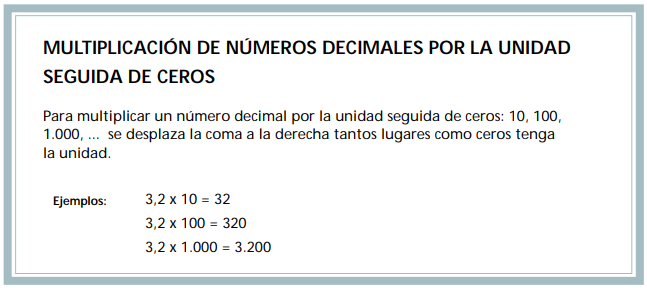 MULTIPLICACIÓN DE NÚMEROS DECIMALES POR LA UNIDAD
SEGUIDA DE CEROS
Para multiplicar un número decimal por la unidad seguida de ceros: 10, 100,
1.000, ... se desplaza la coma a la derecha tantos lugares como ceros tenga
la unidad.
Ejemplos: 3,2 x 10 = 32
3,2 x 100 = 320
3,2 x 1.000 = 3.200